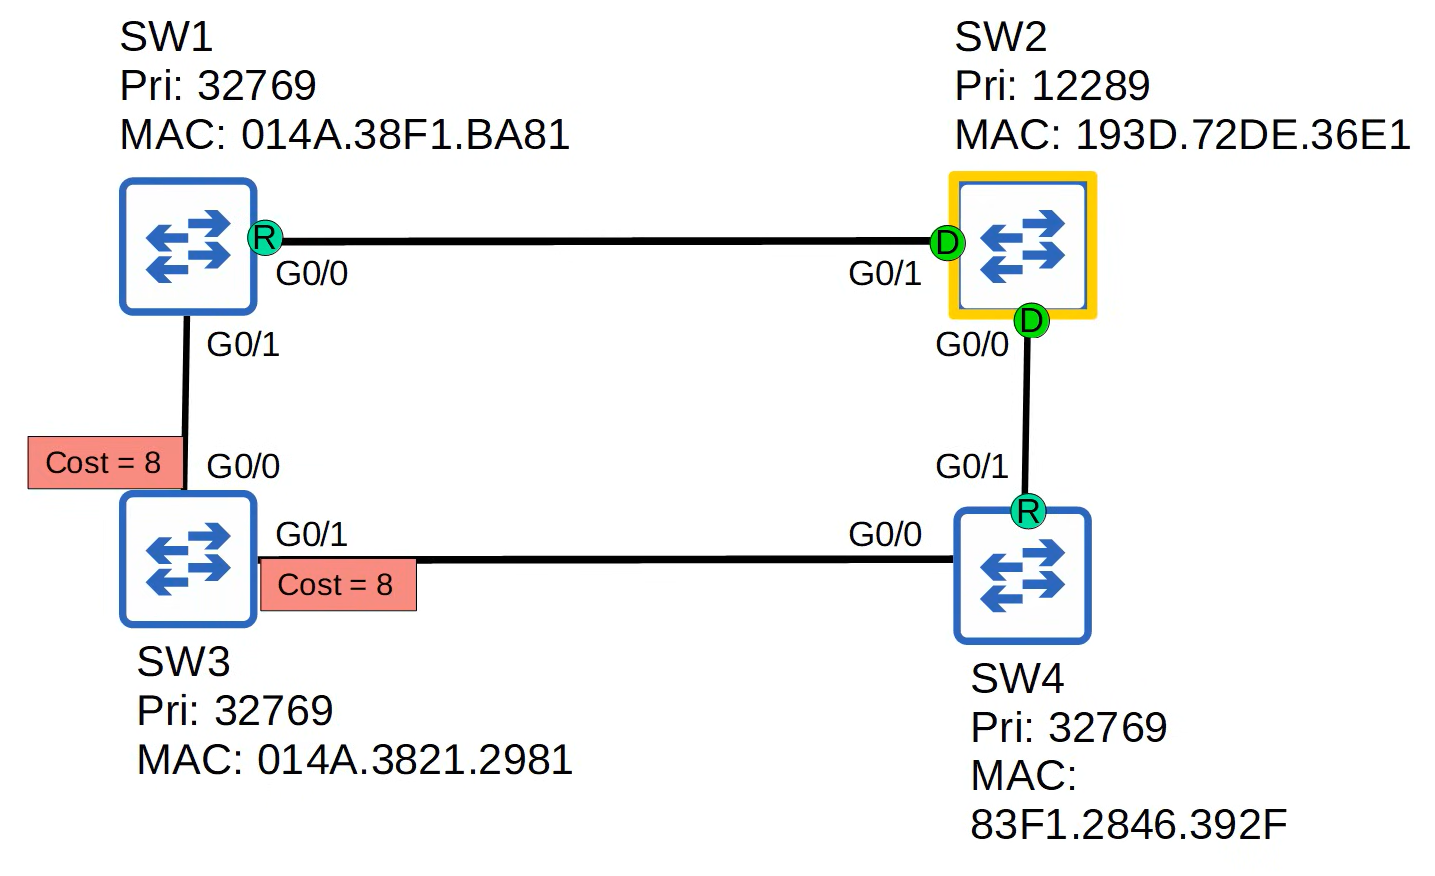 SW1
Pri: 32769
MAC: 014A.38F1.BA81
SW2
Pri: 12289
MAC: 193D.72DE.36E1
R
D
G0/0
G0/1
D
G0/1
G0/0
Cost = 8
G0/0
G0/1
R
G0/1
G0/0
Cost = 8
SW3
Pri: 32769
MAC: 014A.3821.2981
SW4
Pri: 32769
MAC:
83F1.2846.392F